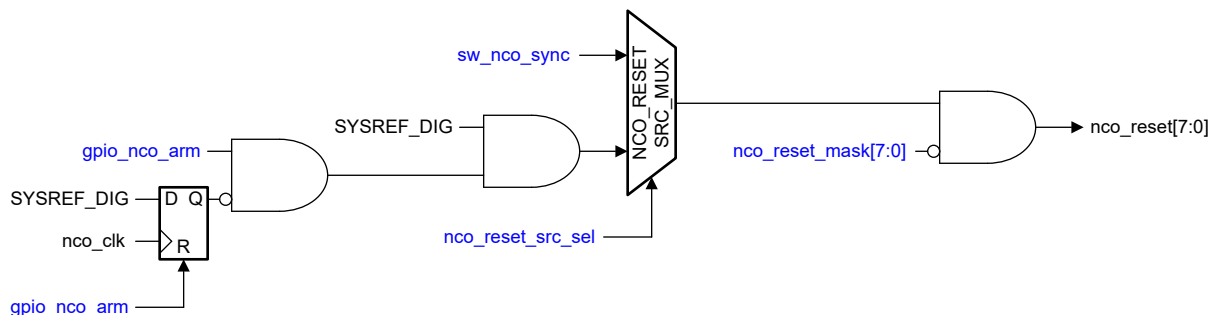 sw_nco_sync
NCO_RESET
SRC_MUX
SYSREF_DIG
nco_reset[7:0]
gpio_nco_arm
nco_reset_mask[7:0]
SYSREF_DIG
D Q
nco_clk
R
nco_reset_src_sel
gpio_nco_arm